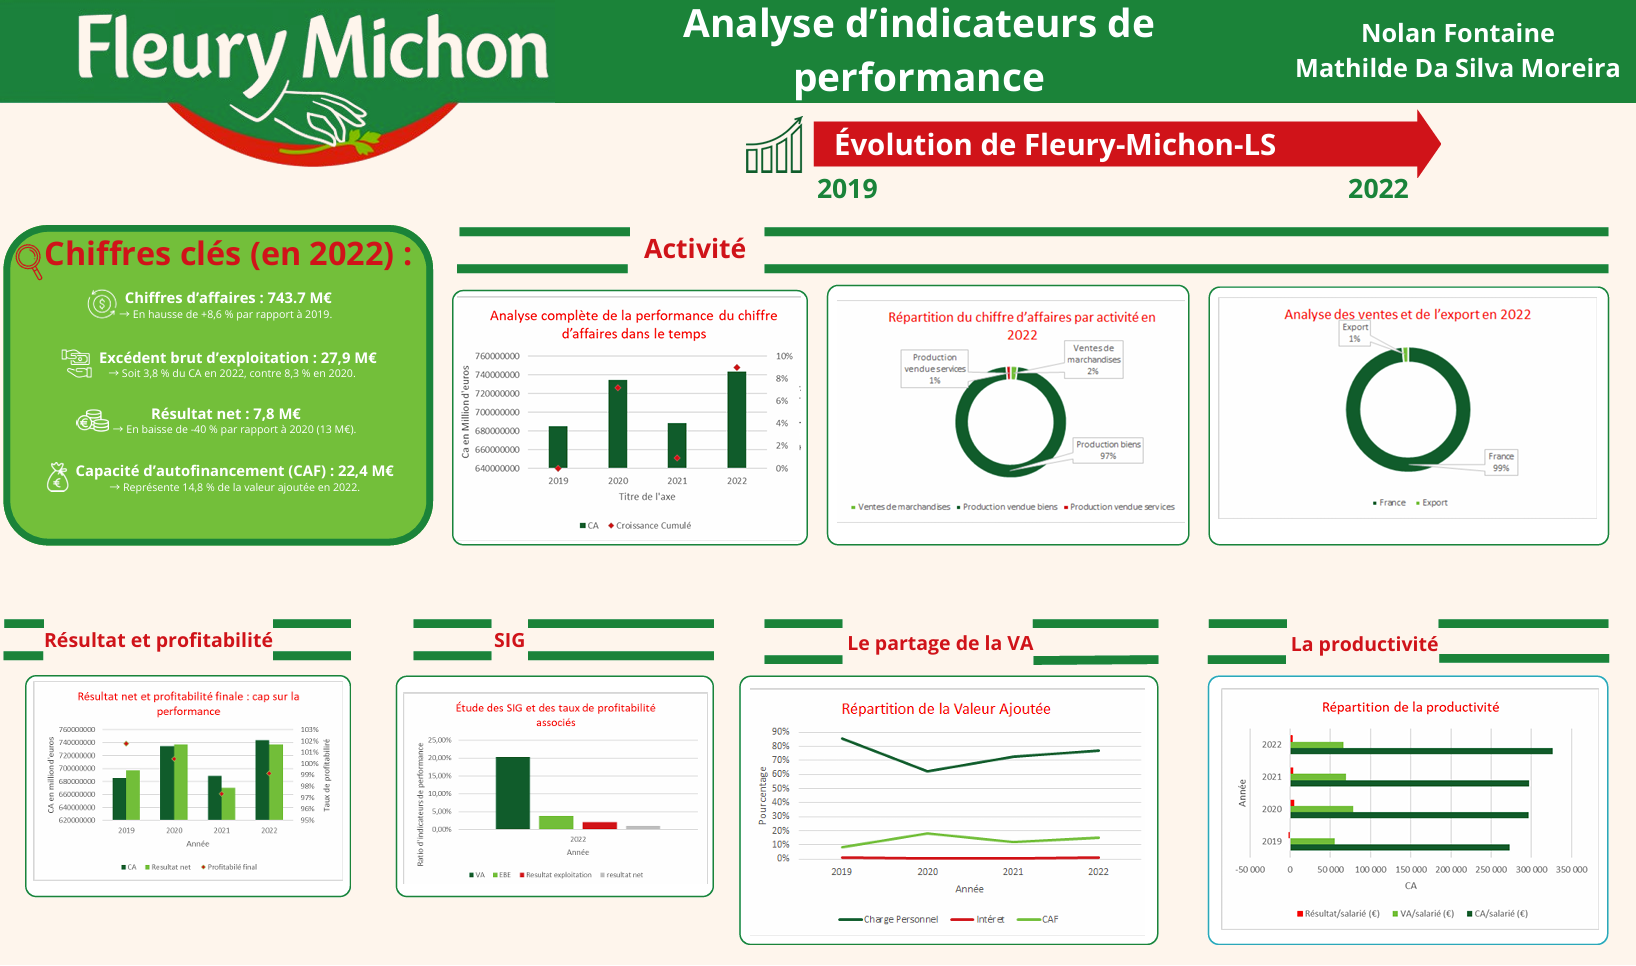 Fleury Michon
Analyse d’indicateurs de
performance
Nolan Fontaine
Mathilde Da Silva Moreira
Évolution de Fleury-Michon-LS
2019
2022
Chiffres clés (en 2022) :
Chiffres d’affaires : 743.7 M€
→ En hausse de +8,6 % par rapport à 2019.
Excédent brut d’exploitation : 27,9 M€
→ Soit 3,8 % du CA en 2022, contre 8,3 % en 2020.
Résultat net : 7,8 M€
→ En baisse de -40 % par rapport à 2020 (13 M€).
Capacité d’autofinancement (CAF) : 22,4 M€
→ Représente 14,8 % de la valeur ajoutée en 2022.
Activité
Analyse complète de la performance du chiffre
d’affaires dans le temps
Ca en Million d'euros
760000000
740000000
720000000
700000000
680000000
660000000
640000000
10%
8%
6%
4%
2%
0%
2019
2020
2021
2022
Titre de l'axe
CA
Croissance Cumulé
Répartition du chiffre d’affaires par activité en
2022
Production
vendue services
1%
Ventes de
marchandises
2%
Production biens
97%
Ventes de marchandises
Production vendue biens
Production vendue services
Analyse des ventes et de l’export en 2022
Export
1%
France
99%
France
Export
Résultat et profitabilité
Résultat net et profitabilité finale : cap sur la
performance
CA en million d'euros
760000000
740000000
720000000
700000000
680000000
660000000
640000000
620000000
103%
102%
101%
100%
99%
98%
97%
96%
95%
Taux de profitabiliré
2019
2020
2021
2022
Année
CA
Resultat net
Profitabilé final
SIG
Étude des SIG et des taux de profitabilité
associés
Ratio d'indicateurs de performance
25,00%
20,00%
15,00%
10,00%
5,00%
0,00%
2022
Année
VA
EBE
Resultat exploitation
resultat net
Le partage de la VA
Répartition de la Valeur Ajoutée
Pourcentage
90%
80%
70%
60%
50%
40%
30%
20%
10%
0%
2019
2020
2021
2022
Année
Charge Personnel
Intéret
CAF
La productivité
Répartition de la productivité
Année
2022
2021
2020
2019
-50 000
0
50 000
100 000
150 000
200 000
250 000
300 000
350 000
CA
Résultat/salarié (€)
VA/salarié (€)
CA/salarié (€)